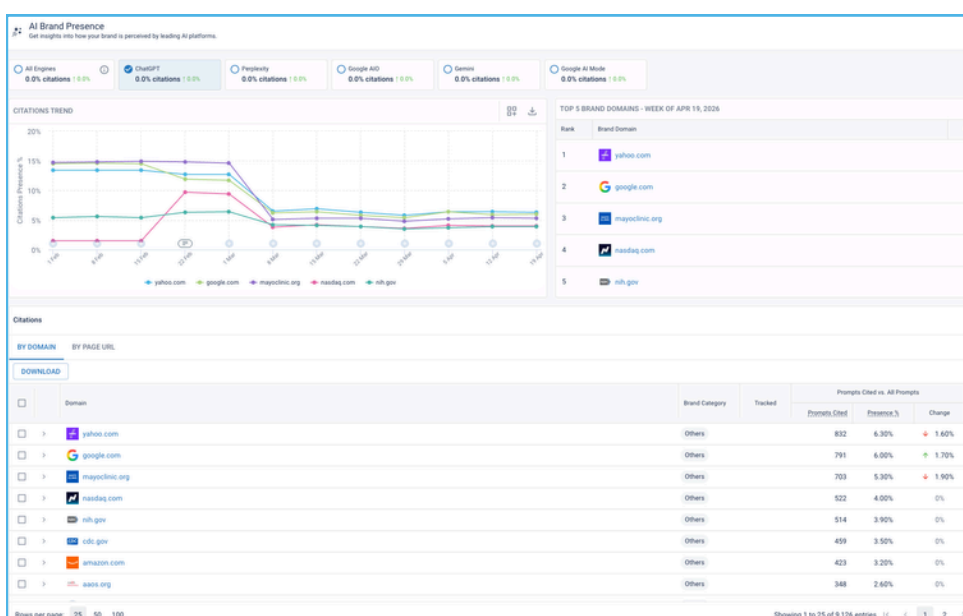 AI Brand Presence
Get insights into how your brand is perceived by leading AI platforms.
All Engines
0.0% citations ↑ 0.0%
ChatGPT
0.0% citations ↑ 0.0%
Perplexity
0.0% citations ↑ 0.0%
Google AIO
0.0% citations ↑ 0.0%
Gemini
0.0% citations ↑ 0.0%
Google AI Mode
0.0% citations ↑ 0.0%
CITATIONS TREND
Citations Presence %
20%
15%
10%
5%
0%
1 Feb 8 Feb 15 Feb 22 Feb 1 Mar 8 Mar 15 Mar 22 Mar 29 Mar 5 Apr 12 Apr 19 Apr
yahoo.com google.com mayoclinic.org nasdaq.com nih.gov
TOP 5 BRAND DOMAINS - WEEK OF APR 19, 2026
Rank Brand Domain
1 yahoo.com
2 google.com
3 mayoclinic.org
4 nasdaq.com
5 nih.gov
Citations
BY DOMAIN BY PAGE URL
DOWNLOAD
Prompts Cited vs. All Prompts
Domain Brand Category Tracked Prompts Cited Presence % Change
yahoo.com Others 832 6.30% ↓ 1.60%
google.com Others 791 6.00% ↑ 1.70%
mayoclinic.org Others 703 5.30% ↓ 1.90%
nasdaq.com Others 522 4.00% 0%
nih.gov Others 514 3.90% 0%
cdc.gov Others 459 3.50% 0%
amazon.com Others 423 3.20% 0%
aaos.org Others 348 2.60% 0%
Rows per page: 25 50 100 Showing 1 to 25 of 9,126 entries 1 2